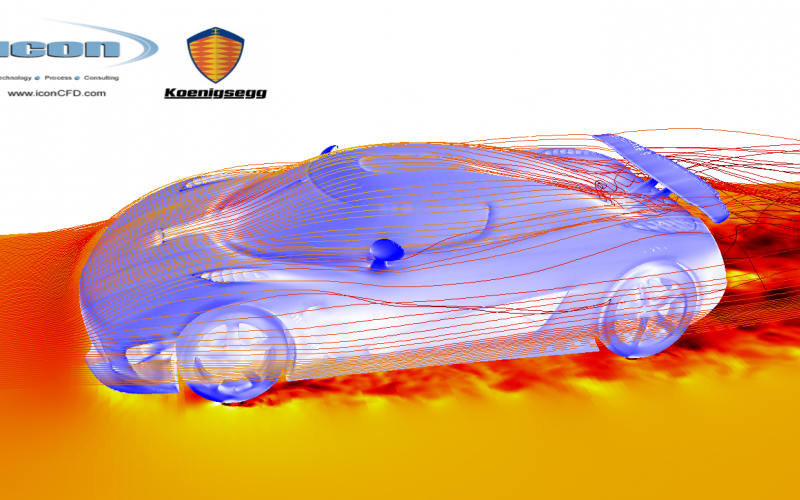 icon
Technology Process Consulting
www.iconCFD.com
Koenigsegg